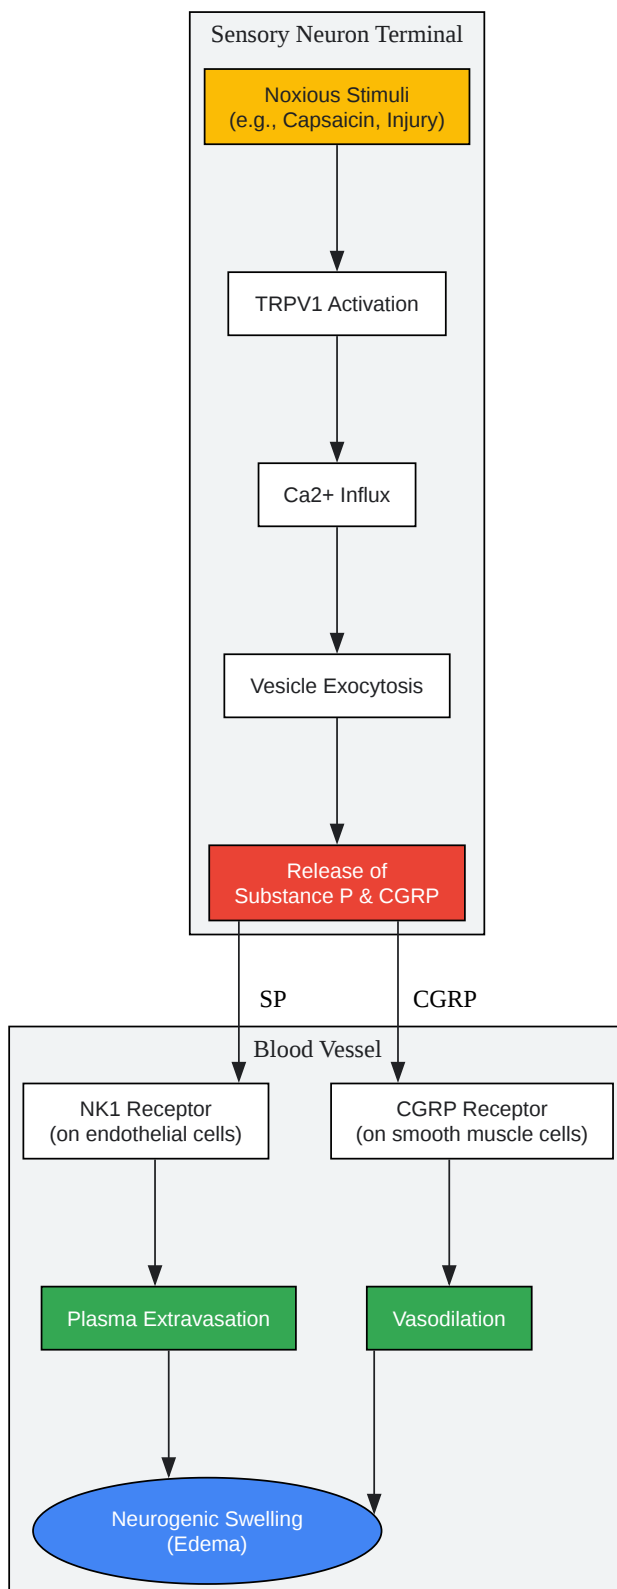 Sensory Neuron Terminal
Noxious Stimuli
(e.g., Capsaicin, Injury)
TRPV1 Activation
Ca2+ Influx
Vesicle Exocytosis
Release of
Substance P & CGRP
SP
CGRP
Blood Vessel
NK1 Receptor
(on endothelial cells)
CGRP Receptor
(on smooth muscle cells)
Plasma Extravasation
Vasodilation
Neurogenic Swelling
(Edema)